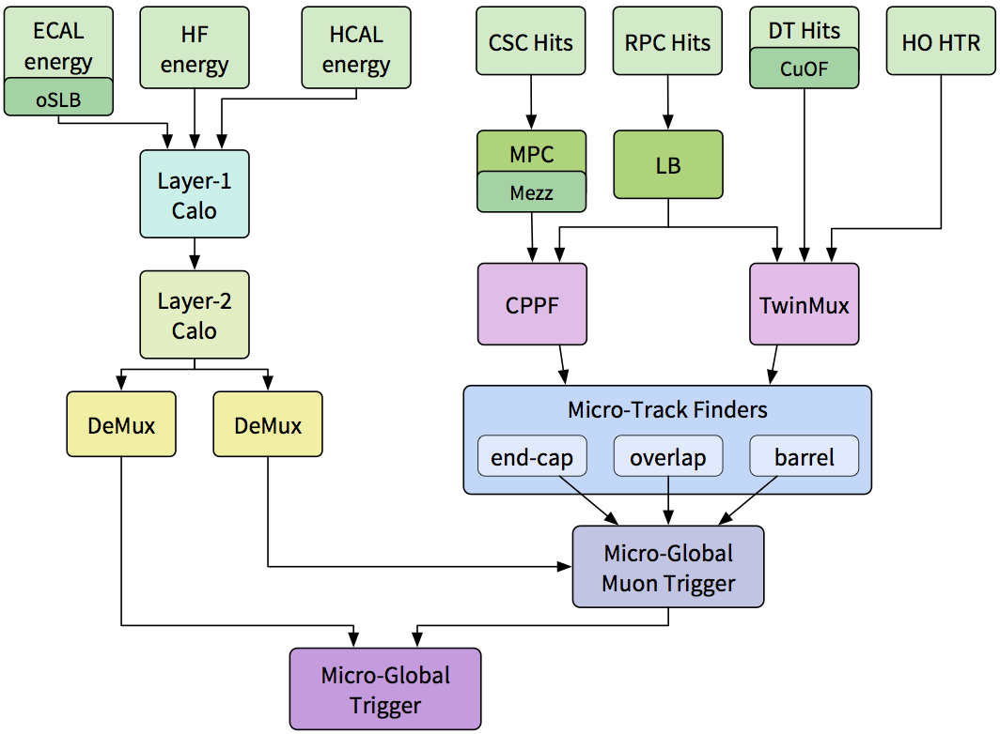 ECAL
energy
oSLB
HF
energy
HCAL
energy
CSC Hits
RPC Hits
DT Hits
CuOF
HO HTR
MPC
Mezz
LB
Layer-1
Calo
Layer-2
Calo
CPPF
TwinMux
DeMux
DeMux
Micro-Track Finders
end-cap
overlap
barrel
Micro-Global
Muon Trigger
Micro-Global
Trigger